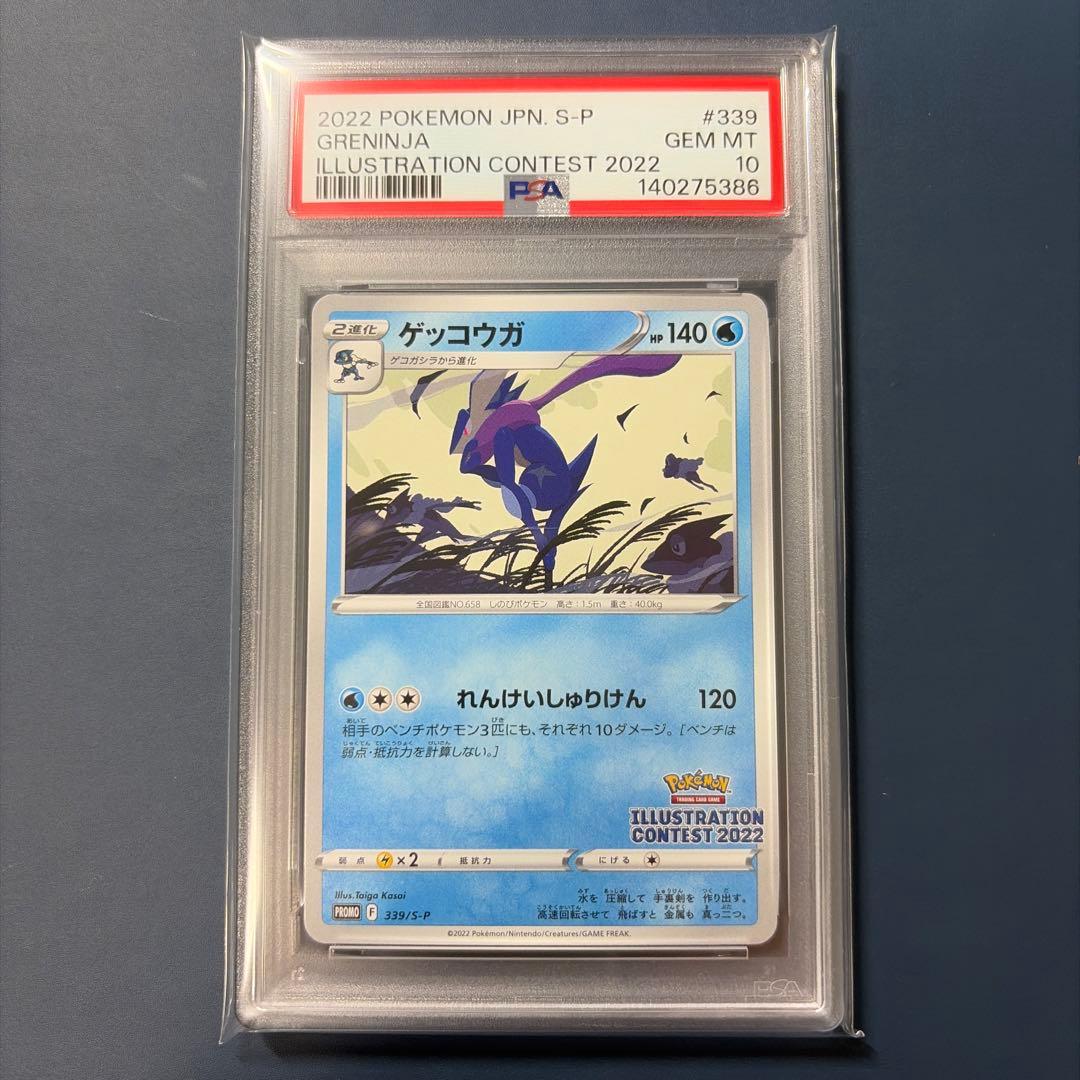 2022 POKEMON JPN. S-P #339
GRENINJA GEM MT
ILLUSTRATION CONTEST 2022 10
PSA 140275386
2進化 ゲッコウガ HP 140
ゲコガシラから進化
全国図鑑NO.658 しのびポケモン 高さ:1.5m 重さ:40.0kg
れんけいしゅりけん 120
相手のベンチポケモン3匹にも、それぞれ10ダメージ。[ベンチは
弱点・抵抗力を計算しない。]
POKÉMON
TRADING CARD GAME
ILLUSTRATION
CONTEST 2022
弱点 ×2 抵抗力 にげる
Illus.Taiga Kasai
水を 圧縮して 手裏剣を 作り出す。
高速回転させて 飛ばすと 金属も 真っ二つ。
PROMO F 339/S-P
©2022 Pokémon/Nintendo/Creatures/GAME FREAK.
PSA